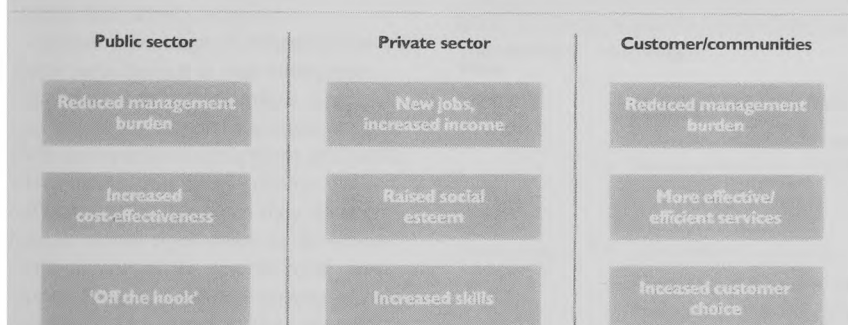 Public sector
Private sector
Customer/communities
Reduced management
burden
New jobs,
increased income
Reduced management
burden
Increased
cost-effectiveness
Raised social
esteem
More effective/
efficient services
'Off the hook'
Increased skills
Inceased customer
choice